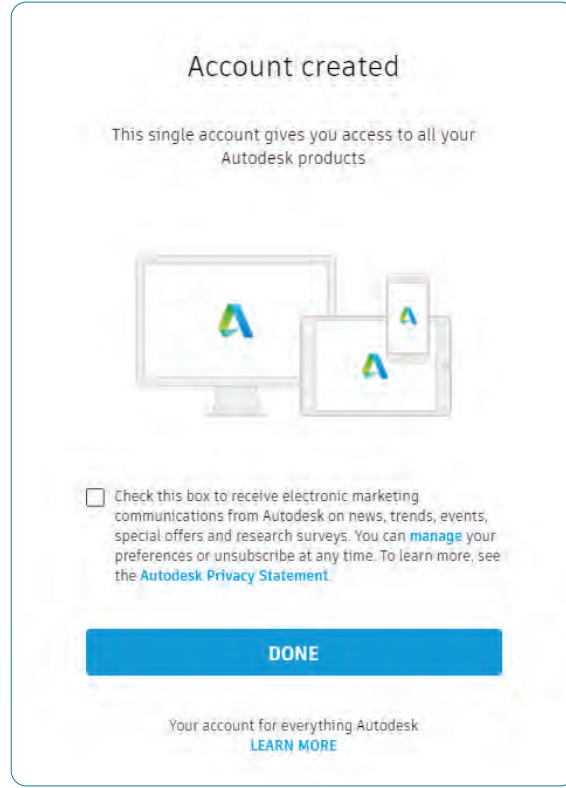 Account created
This single account gives you access to all your
Autodesk products
Check this box to receive electronic marketing
communications from Autodesk on news, trends, events,
special offers and research surveys. You can manage your
preferences or unsubscribe at any time. To learn more, see
the Autodesk Privacy Statement.
DONE
Your account for everything Autodesk
LEARN MORE